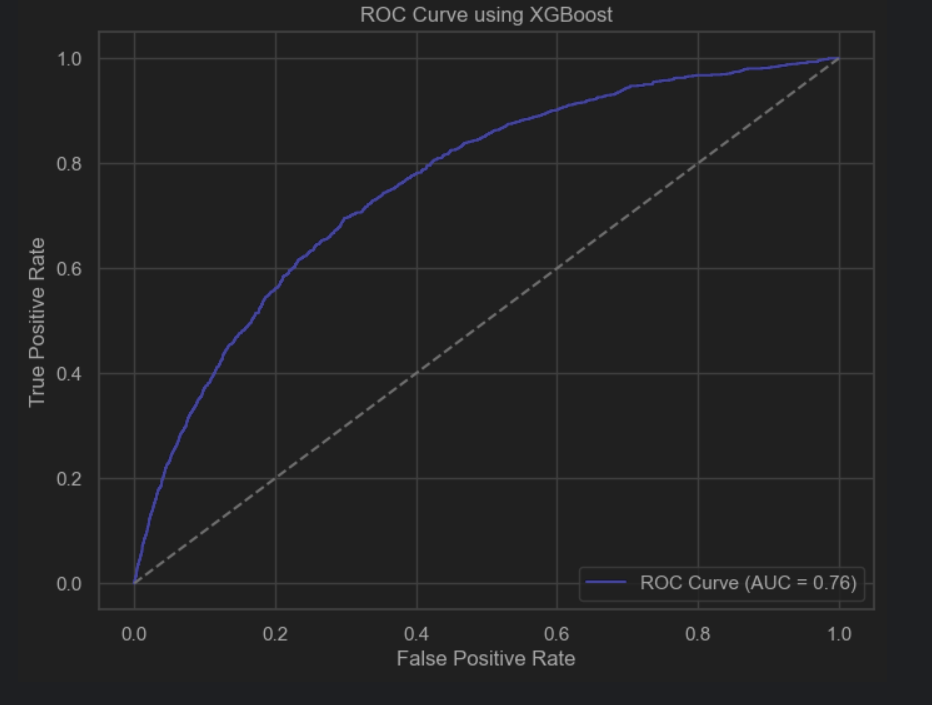 ROC Curve using XGBoost
1.0
0.8
0.6
0.4
0.2
0.0
True Positive Rate
0.0 0.2 0.4 0.6 0.8 1.0
False Positive Rate
ROC Curve (AUC = 0.76)